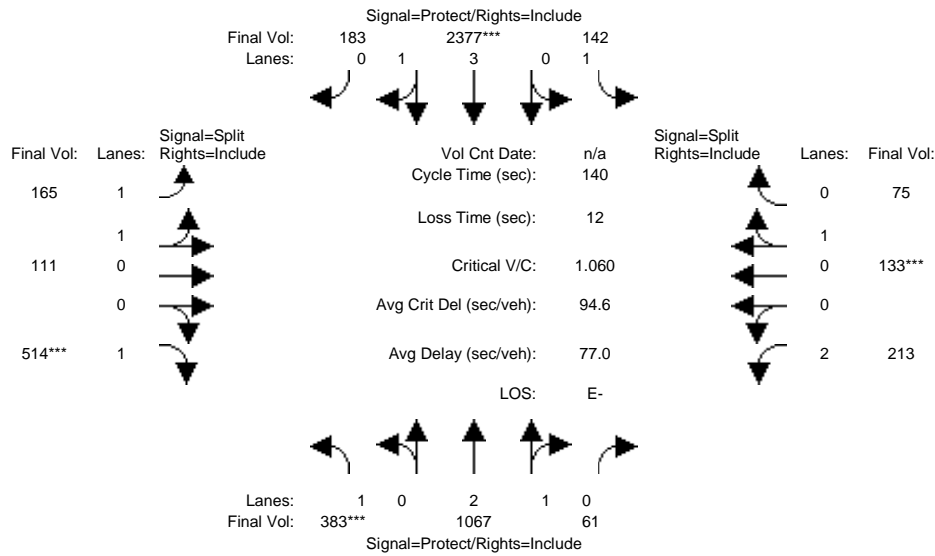 Signal=Protect/Rights=Include
Final Vol: 183 2377*** 142
Lanes: 0 1 3 0 1
Signal=Split
Final Vol: Lanes: Rights=Include
Vol Cnt Date: n/a
Signal=Split
Rights=Include Lanes: Final Vol:
Cycle Time (sec): 140
165 1
0 75
Loss Time (sec): 12
1
1
111 0
Critical V/C: 1.060
0 133***
0
Avg Crit Del (sec/veh): 94.6
0
514*** 1
Avg Delay (sec/veh): 77.0
2 213
LOS: E-
Lanes: 1 0 2 1 0
Final Vol: 383*** 1067 61
Signal=Protect/Rights=Include